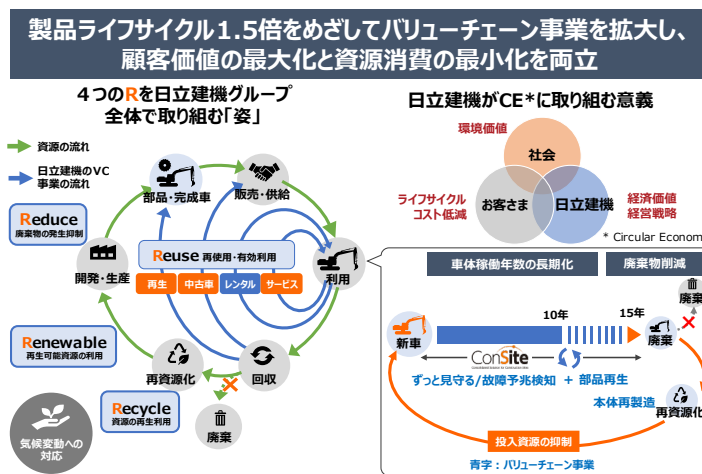 製品ライフサイクル1.5倍をめざしてバリューチェーン事業を拡大し、
顧客価値の最大化と資源消費の最小化を両立
４つのRを日立建機グループ
全体で取り組む「姿」
資源の流れ
日立建機のVC
事業の流れ
部品・完成車
販売・供給
Reduce
廃棄物の発生抑制
開発・生産
Reuse 再使用・有効利用
再生
中古車
レンタル
サービス
利用
Renewable
再生可能資源の利用
再資源化
回収
Recycle
資源の再生利用
廃棄
気候変動への
対応
日立建機がCE*に取り組む意義
環境価値
社会
ライフサイクル
コスト低減
お客さま
日立建機
経済価値
経営戦略
* Circular Econom
車体稼働年数の長期化
廃棄物削減
廃棄
10年
15年
新車
廃棄
ConSite
ずっと見守る/故障予兆検知 + 部品再生
本体再製造
再資源化
投入資源の抑制
青字：バリューチェーン事業